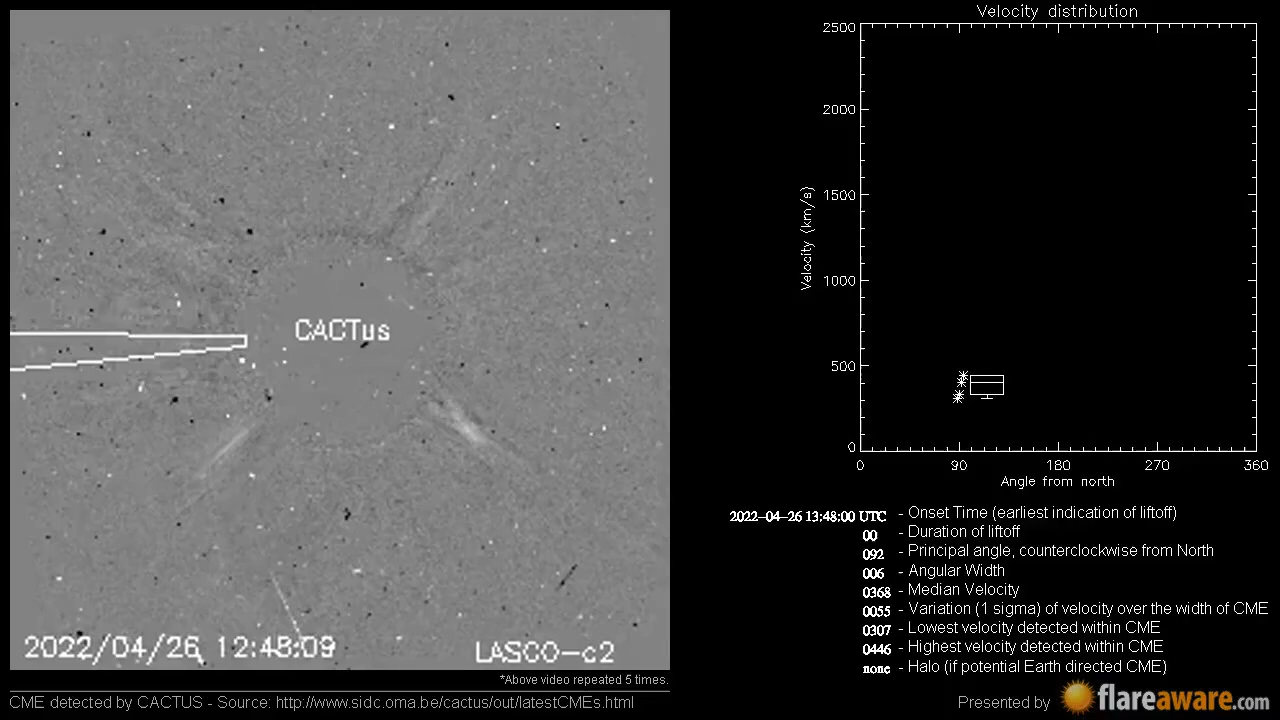 Velocity distribution
2500
2000
1500
1000
500
0
Velocity (km/s)
0 90 180 270 360
Angle from north
CACTus
2022/04/26 12:48:09 LASCO-c2
*Above video repeated 5 times.
CME detected by CACTUS - Source: http://www.sidc.oma.be/cactus/out/latestCMEs.html
2022-04-26 13:48:00 UTC - Onset Time (earliest indication of liftoff)
00 - Duration of liftoff
092 - Principal angle, counterclockwise from North
006 - Angular Width
0368 - Median Velocity
0055 - Variation (1 sigma) of velocity over the width of CME
0307 - Lowest velocity detected within CME
0446 - Highest velocity detected within CME
none - Halo (if potential Earth directed CME)
Presented by flareaware.com